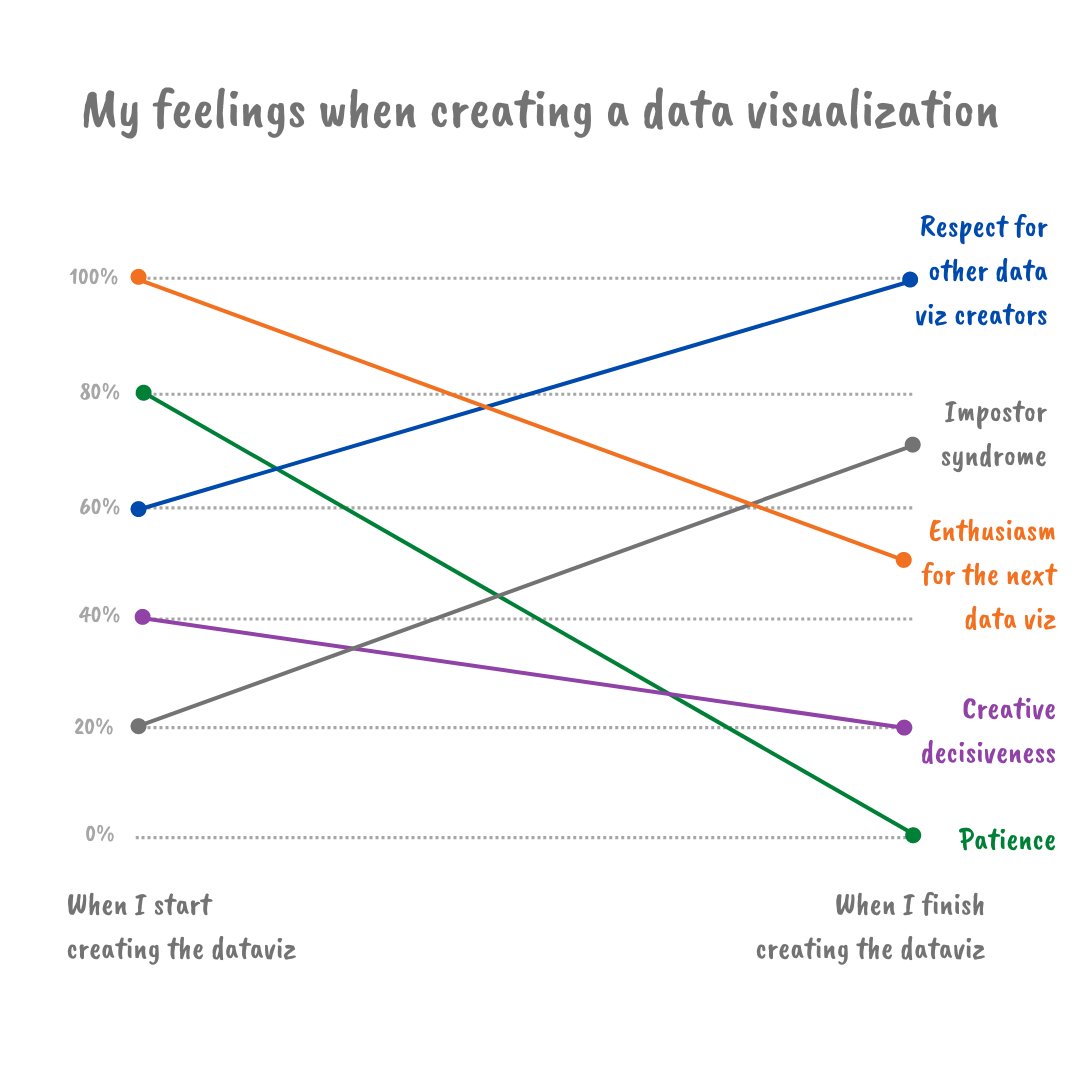 My feelings when creating a data visualization
Respect for
other data
viz creators
100%
80%
Impostor
syndrome
60%
Enthusiasm
for the next
data viz
40%
Creative
decisiveness
20%
0%
Patience
When I start
creating the dataviz
When I finish
creating the dataviz